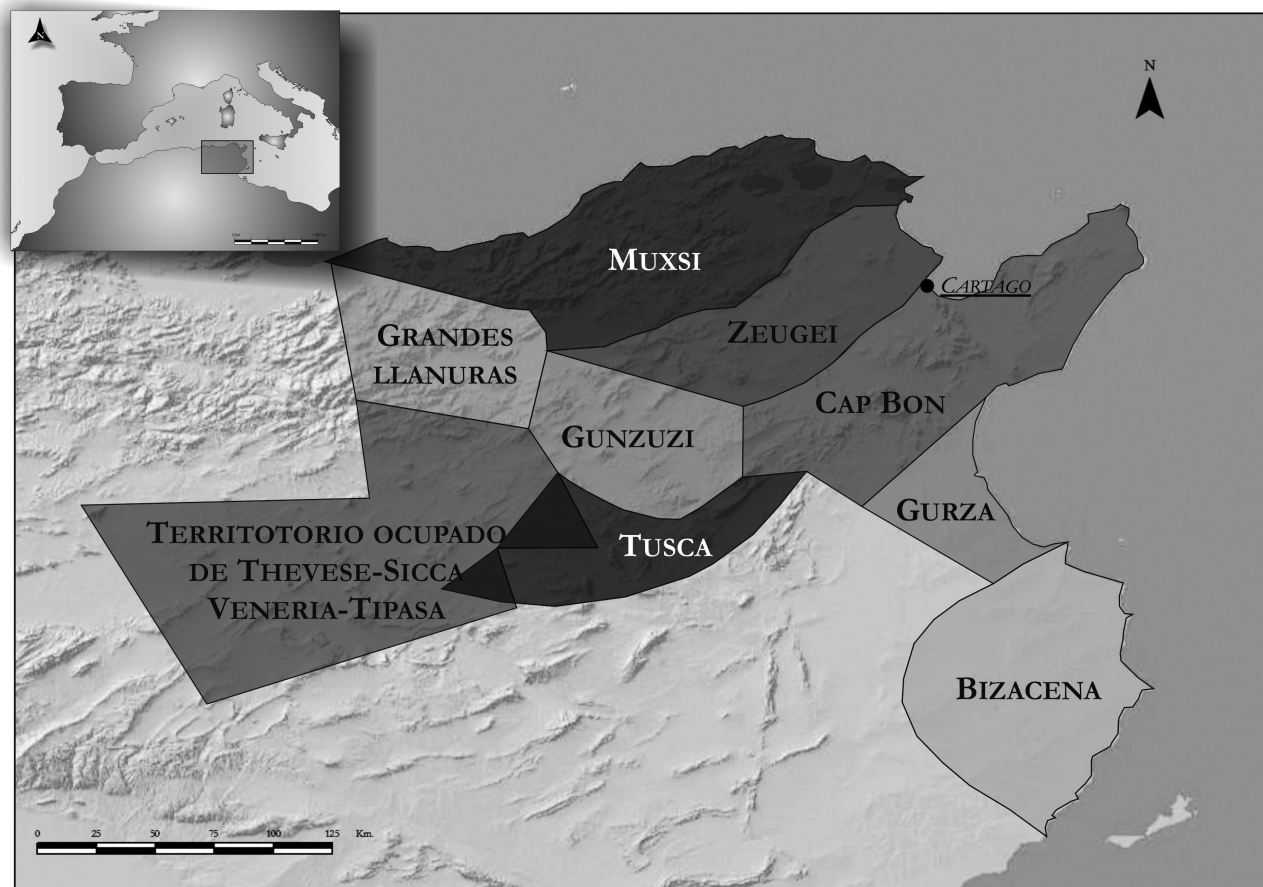 N
N
MUXSI
CARTAGO
ZEUGEI
GRANDES
LLANURAS
CAP BON
GUNZUZI
GURZA
TERRITOTORIO OCUPADO
DE THEVESE-SICCA
VENERIA-TIPASA
TUSCA
BIZACENA
0 25 50 75 100 125 Km.